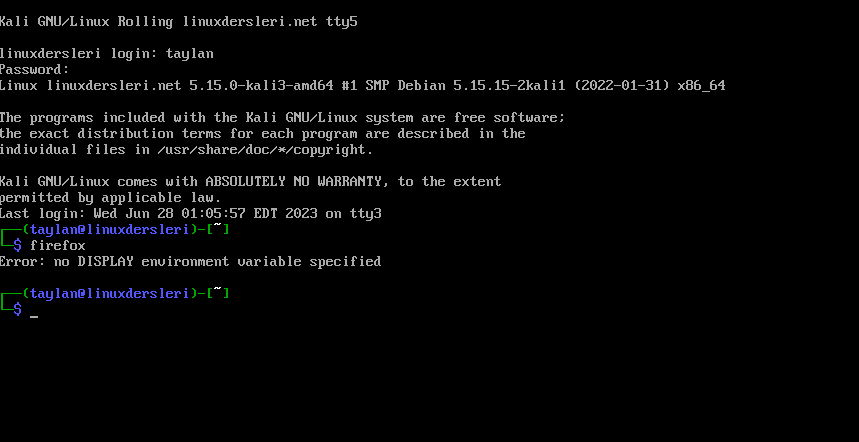 Kali GNU/Linux Rolling linuxdersleri.net tty5
linuxdersleri login: taylan
Password:
Linux linuxdersleri.net 5.15.0-kali3-amd64 #1 SMP Debian 5.15.15-2kali1 (2022-01-31) x86_64
The programs included with the Kali GNU/Linux system are free software;
the exact distribution terms for each program are described in the
individual files in /usr/share/doc/*/copyright.
Kali GNU/Linux comes with ABSOLUTELY NO WARRANTY, to the extent
permitted by applicable law.
Last login: Wed Jun 28 01:05:57 EDT 2023 on tty3
┌──(taylan@linuxdersleri)-[~]
└─$ firefox
Error: no DISPLAY environment variable specified
┌──(taylan@linuxdersleri)-[~]
└─$ _